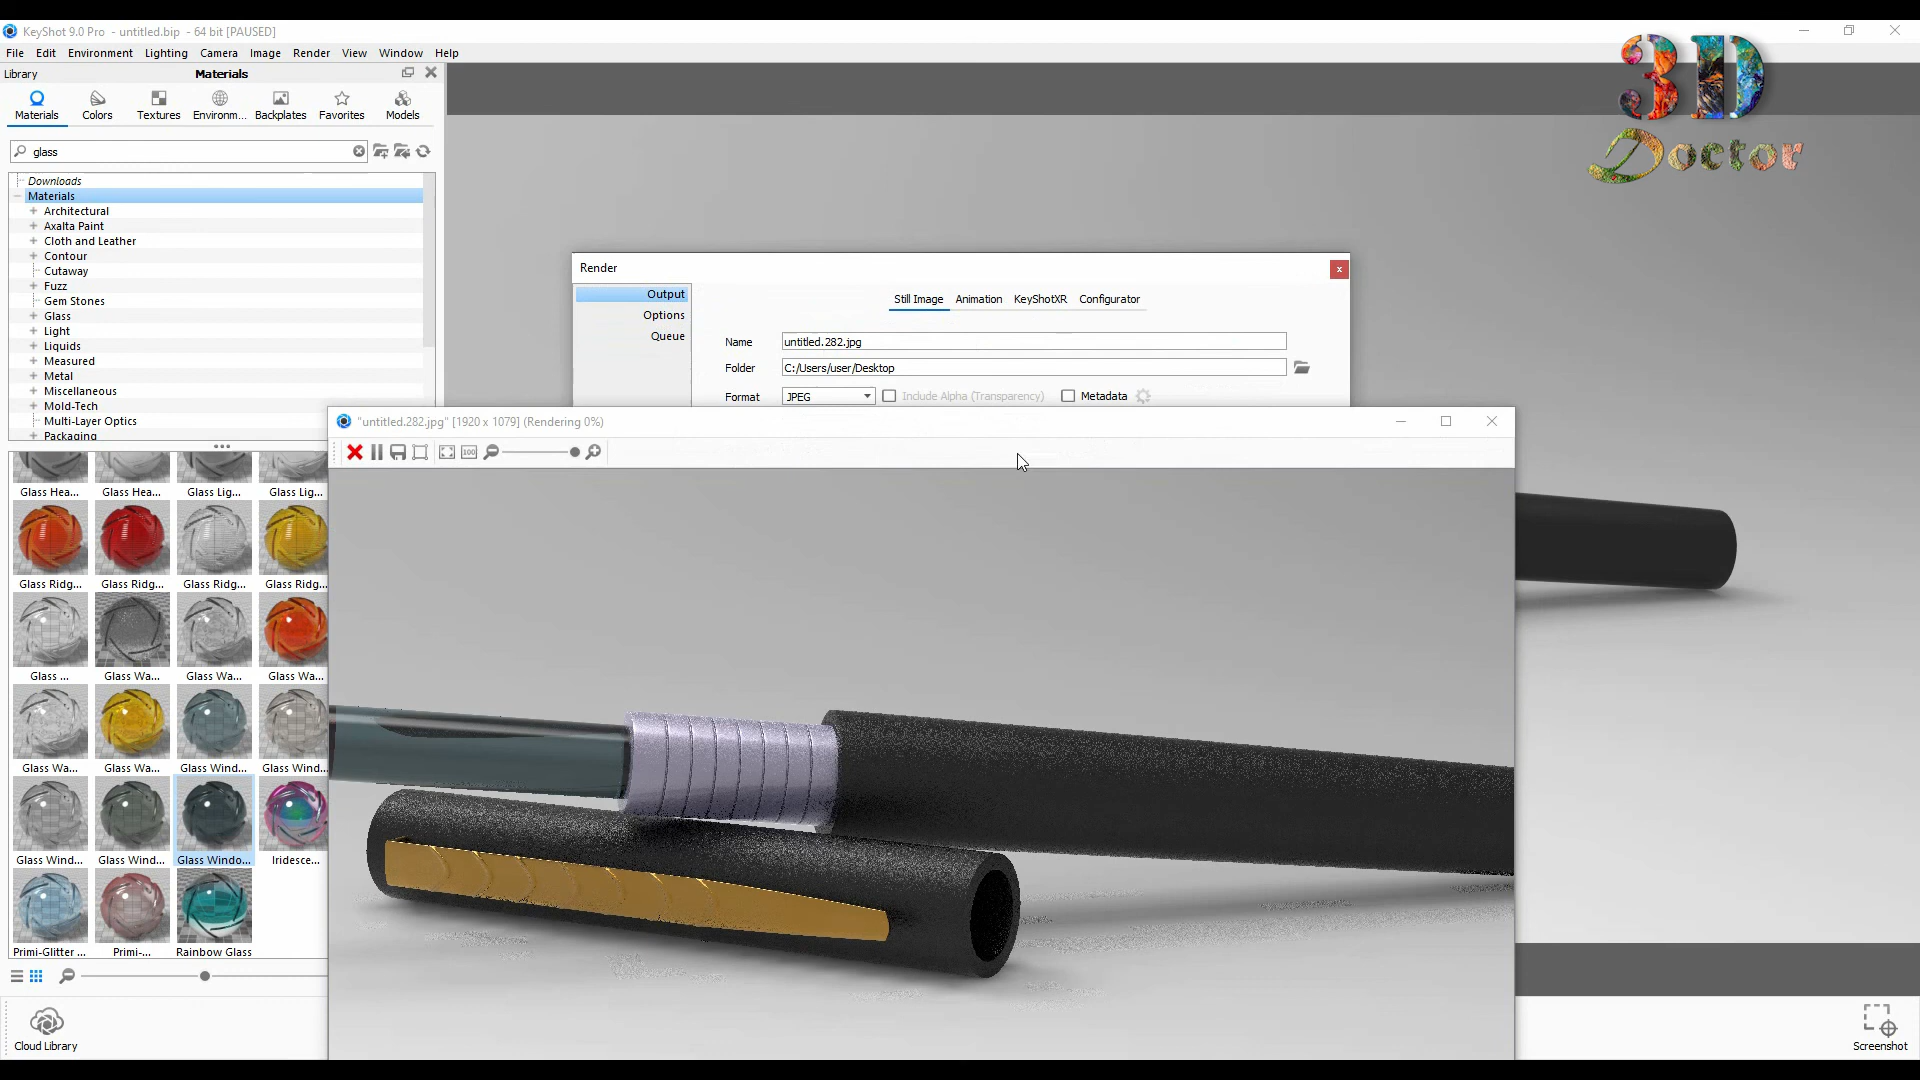 KeyShot 9.0 Pro - untitled.bip - 64 bit [PAUSED]
File Edit Environment Lighting Camera Image Render View Window Help
Library Materials
Materials Colors Textures Environm... Backplates Favorites Models
glass
Downloads
Materials
Architectural
Axalta Paint
Cloth and Leather
Contour
Cutaway
Fuzz
Gem Stones
Glass
Light
Liquids
Measured
Metal
Miscellaneous
Mold-Tech
Multi-Layer Optics
Packaging
Glass Hea... Glass Hea... Glass Lig... Glass Lig...
Glass Ridg... Glass Ridg... Glass Ridg... Glass Ridg...
Glass ... Glass Wa... Glass Wa... Glass Wa...
Glass Wa... Glass Wa... Glass Wind... Glass Wind...
Glass Wind... Glass Wind... Glass Windo... Iridesce...
Primi-Glitter ... Primi-... Rainbow Glass
Cloud Library
Render
Output
Options
Queue
Still Image Animation KeyShotXR Configurator
Name untitled.282.jpg
Folder C:/Users/user/Desktop
Format JPEG Include Alpha (Transparency) Metadata
"untitled.282.jpg" [1920 x 1079] (Rendering 0%)
100
3D
Doctor
Screenshot